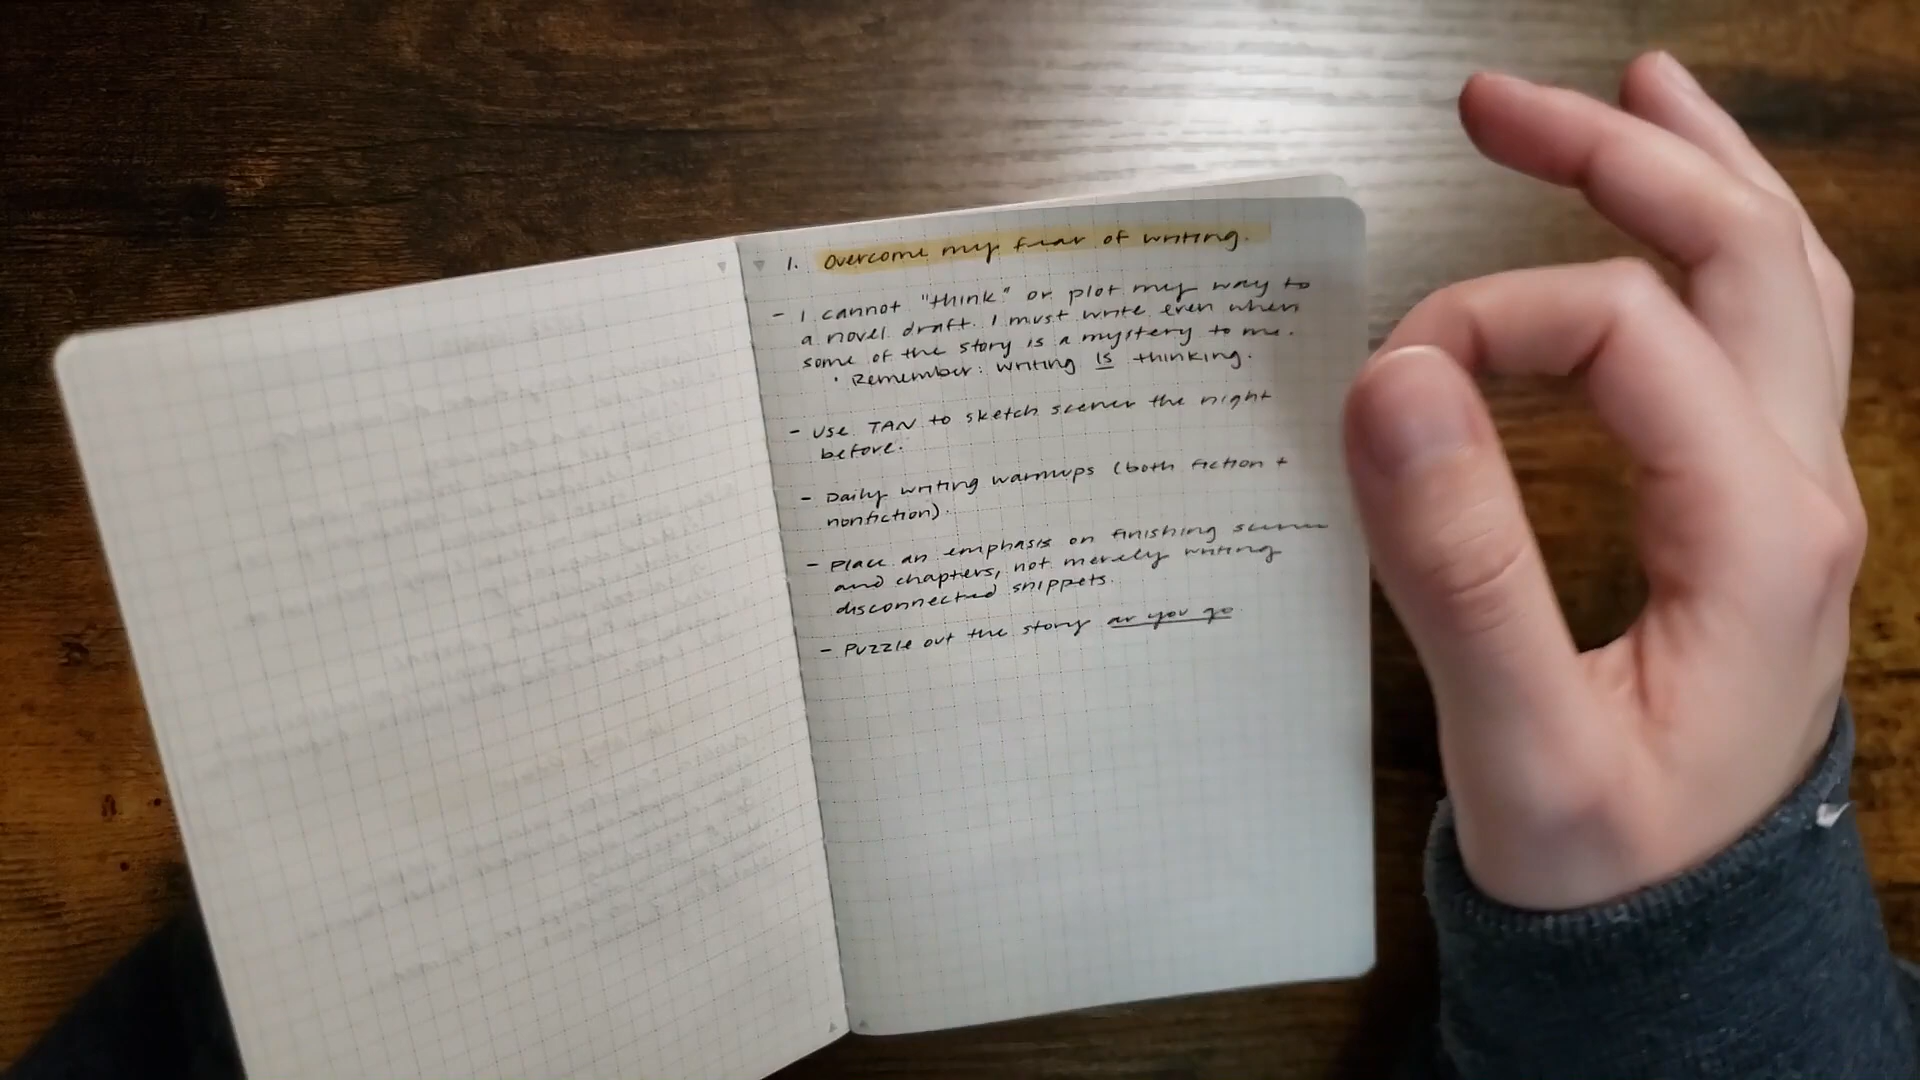 1. Overcome my fear of writing.
- I cannot "think" or plot my way to
a novel draft. I must write even when
some of the story is a mystery to me.
· Remember: writing IS thinking.
- Use TAN to sketch scenes the night
before.
- Daily writing warmups (both fiction +
nonfiction).
- Place an emphasis on finishing scenes
and chapters, not merely writing
disconnected snippets.
- Puzzle out the story as you go.